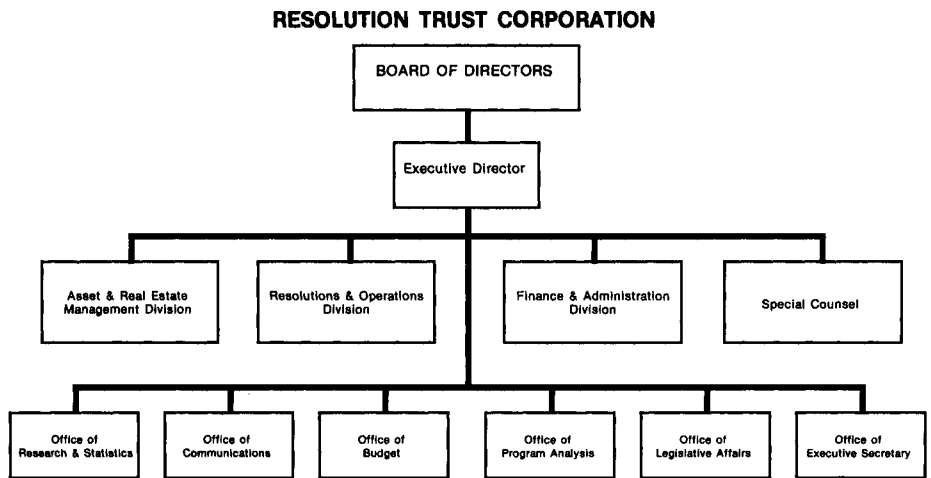 RESOLUTION TRUST CORPORATION
BOARD OF DIRECTORS
Executive Director
Asset & Real Estate
Management Division
Resolutions & Operations
Division
Finance & Administration
Division
Special Counsel
Office of
Research & Statistics
Office of
Communications
Office of
Budget
Office of
Program Analysis
Office of
Legislative Affairs
Office of
Executive Secretary